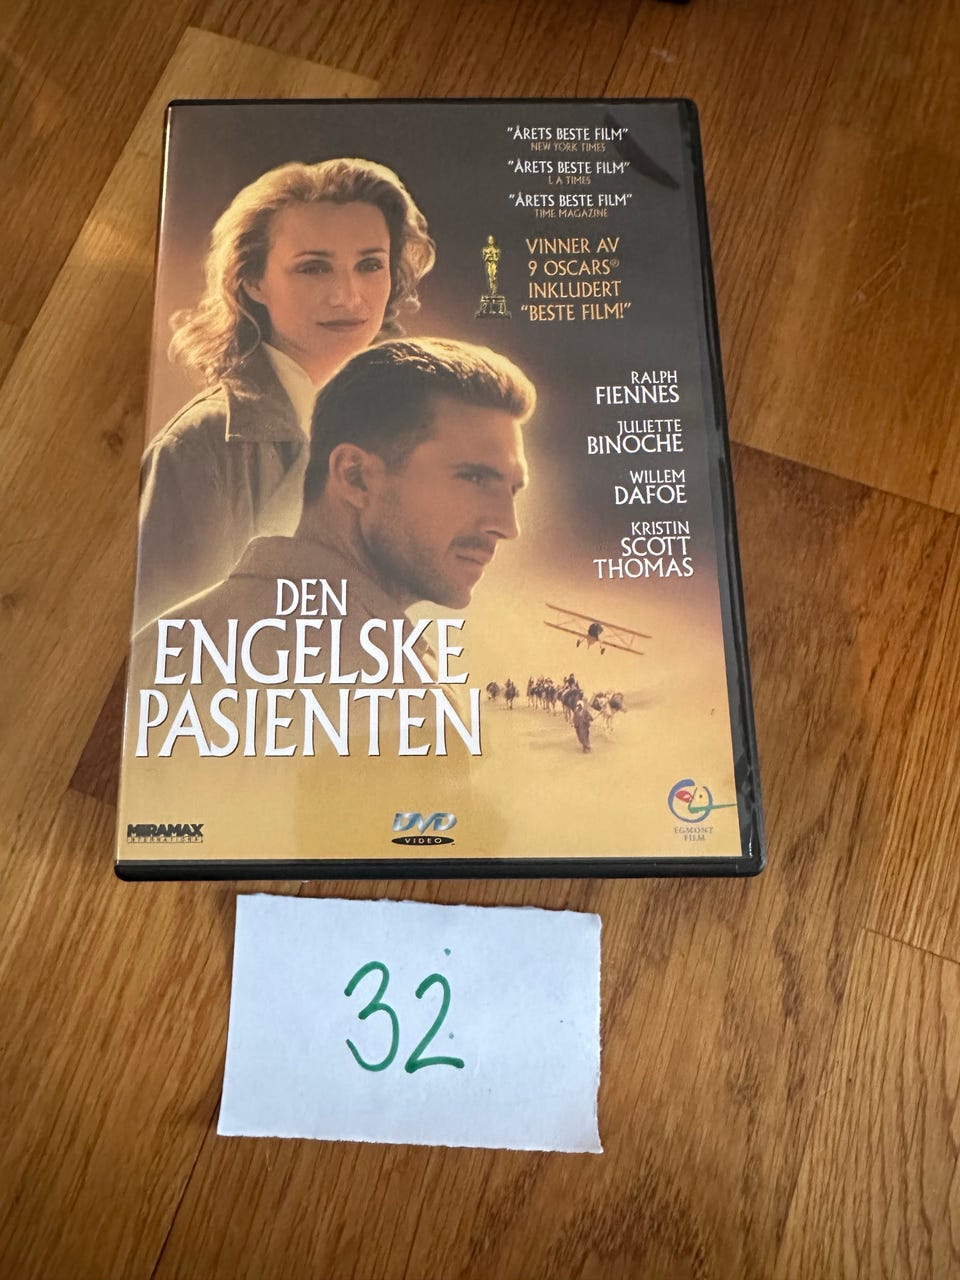 "ÅRETS BESTE FILM"
NEW YORK TIMES
"ÅRETS BESTE FILM"
L A TIMES
"ÅRETS BESTE FILM"
TIME MAGAZINE
VINNER AV
9 OSCARS®
INKLUDERT
"BESTE FILM!"
RALPH
FIENNES
JULIETTE
BINOCHE
WILLEM
DAFOE
KRISTIN
SCOTT
THOMAS
DEN
ENGELSKE
PASIENTEN
MIRAMAX
INTERNATIONAL
DVD
VIDEO
EGMONT
FILM
32